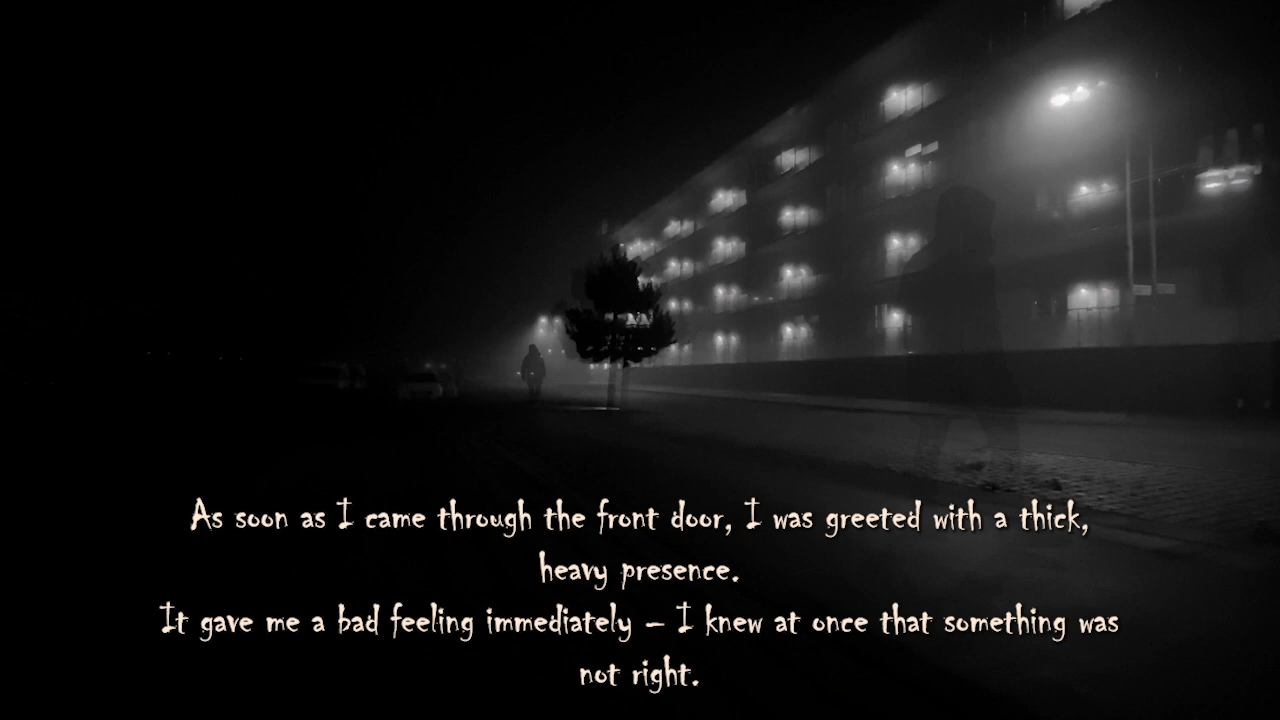 As soon as I came through the front door, I was greeted with a thick,
heavy presence.
It gave me a bad feeling immediately – I knew at once that something was
not right.